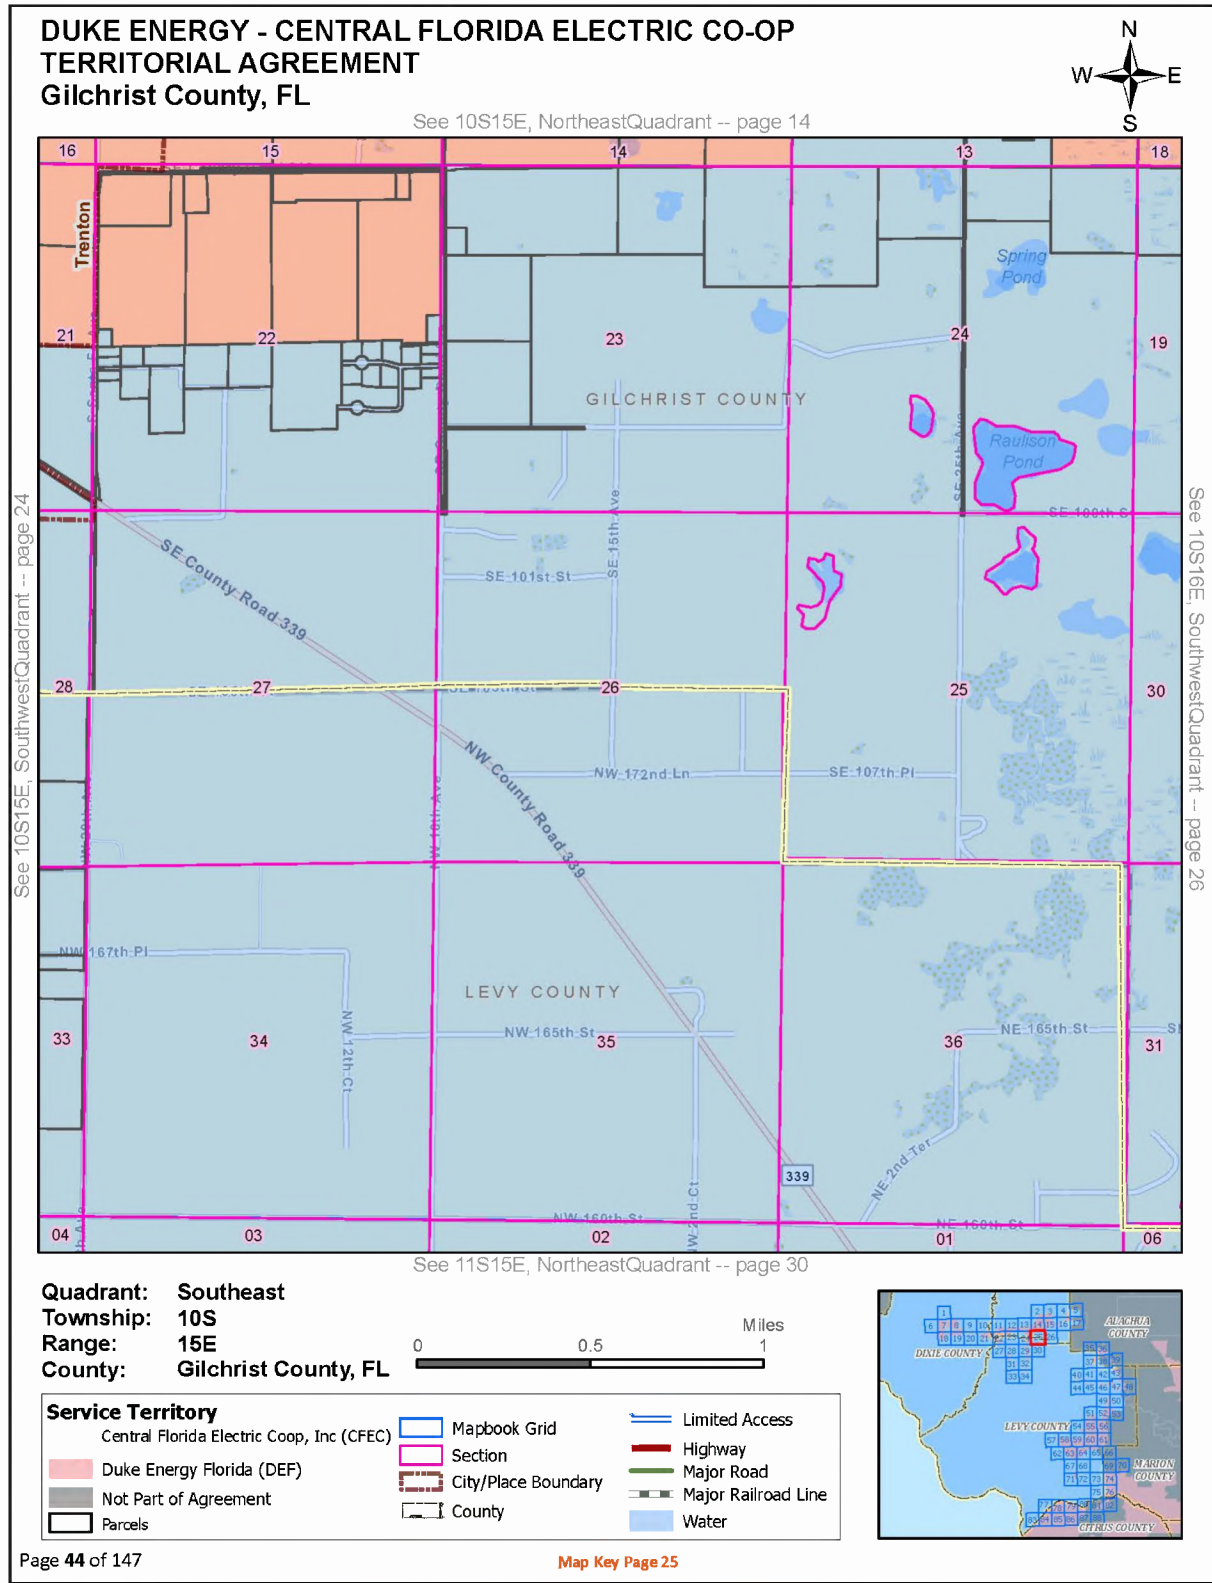 DUKE ENERGY - CENTRAL FLORIDA ELECTRIC CO-OP
TERRITORIAL AGREEMENT
Gilchrist County, FL
N
W E
S
See 10S15E, NortheastQuadrant -- page 14
16 15 14 13 18
Trenton
Spring
Pond
21 22 23 24 19
GILCHRIST COUNTY
Raulison
Pond
SE 25th Ave
SE 15th Ave
SE County Road 339
SE 101st St
28 27 26 25 30
NW County Road 339
NW 172nd Ln
SE 107th Pl
NW 10th Ave
NW 167th Pl
LEVY COUNTY
NW 12th Ct
NW 165th St
NE 165th St
33 34 35 36 31
NE 2nd Ter
339
NW 2nd Ct
NW 160th St
NE 160th St
04 03 02 01 06
See 10S15E, SouthwestQuadrant -- page 24
See 10S16E, SouthwestQuadrant -- page 26
See 11S15E, NortheastQuadrant -- page 30
Quadrant: Southeast
Township: 10S
Range: 15E
County: Gilchrist County, FL
Miles
0 0.5 1
Service Territory
Central Florida Electric Coop, Inc (CFEC)
Duke Energy Florida (DEF)
Not Part of Agreement
Parcels
Mapbook Grid
Section
City/Place Boundary
County
Limited Access
Highway
Major Road
Major Railroad Line
Water
ALACHUA
COUNTY
DIXIE COUNTY
LEVY COUNTY
MARION
COUNTY
CITRUS COUNTY
Page 44 of 147
Map Key Page 25